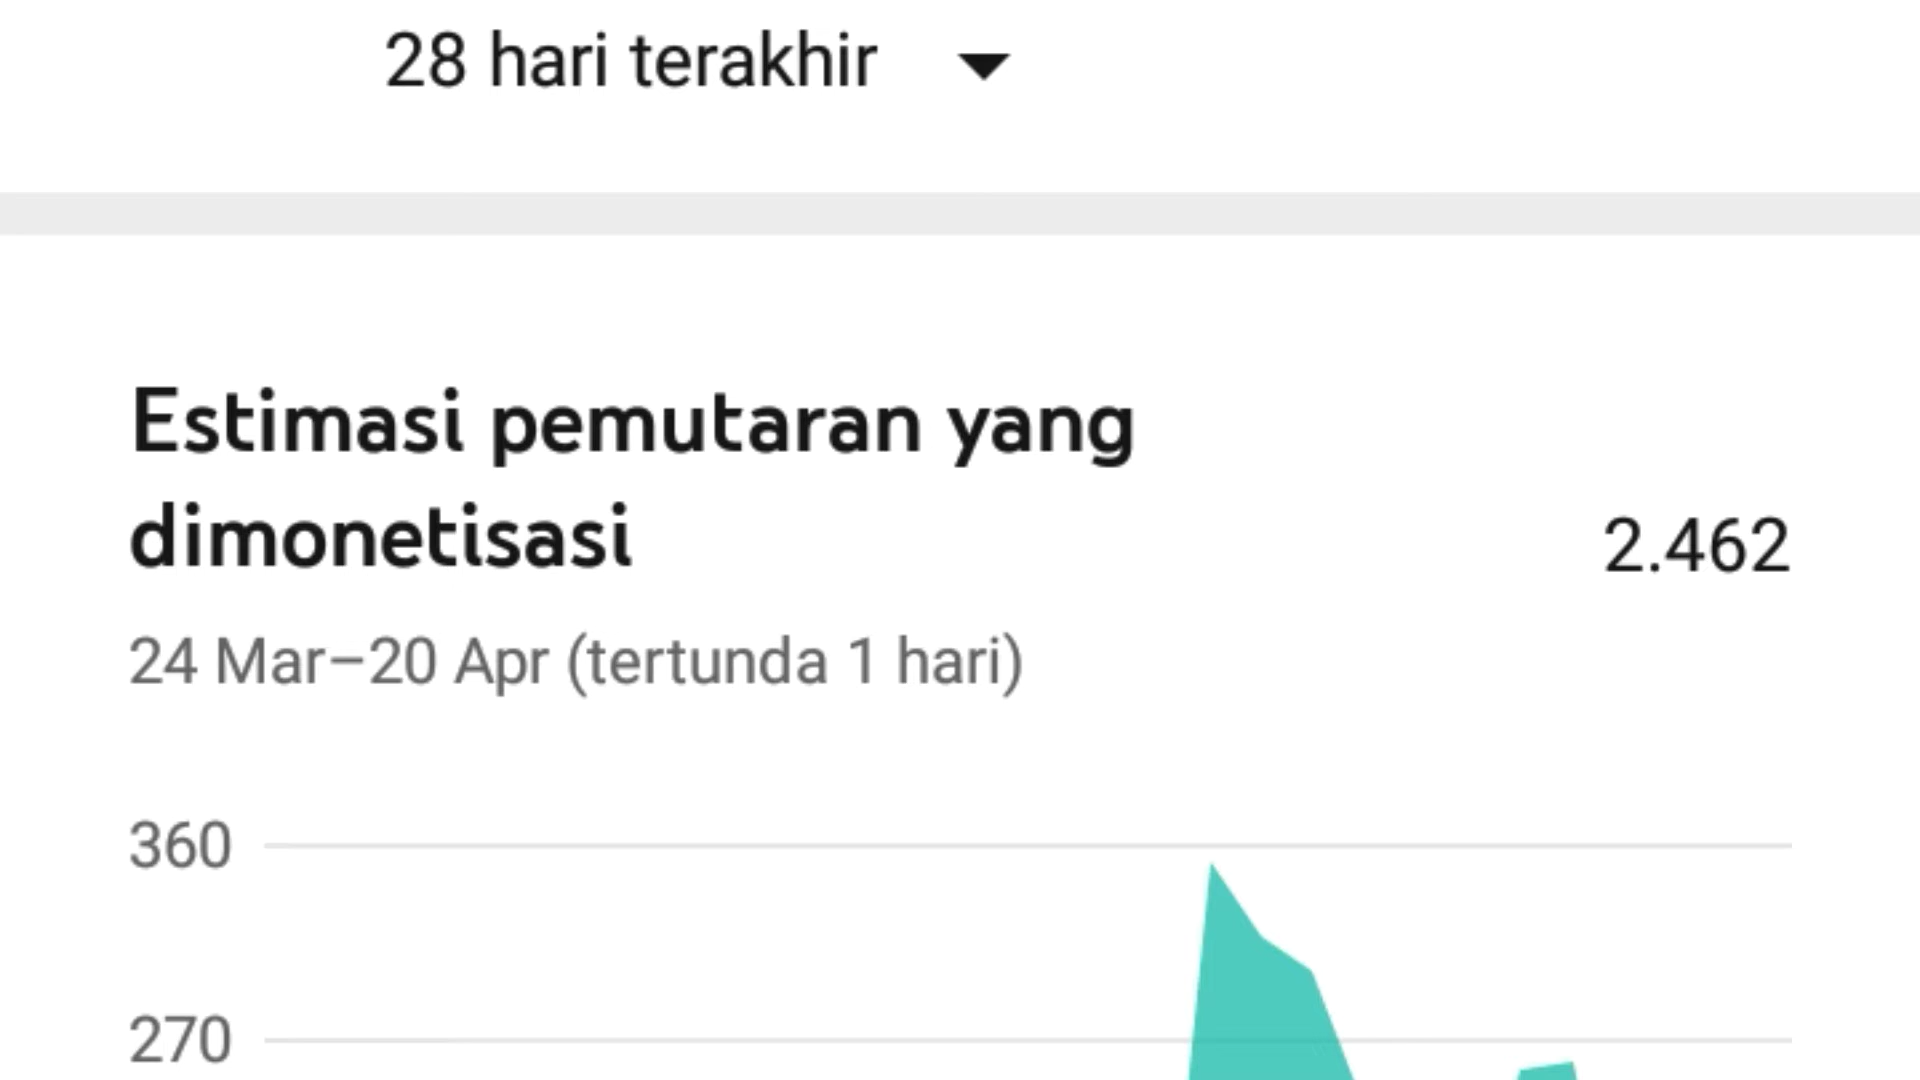 28 hari terakhir
Estimasi pemutaran yang
dimonetisasi
2.462
24 Mar–20 Apr (tertunda 1 hari)
360
270